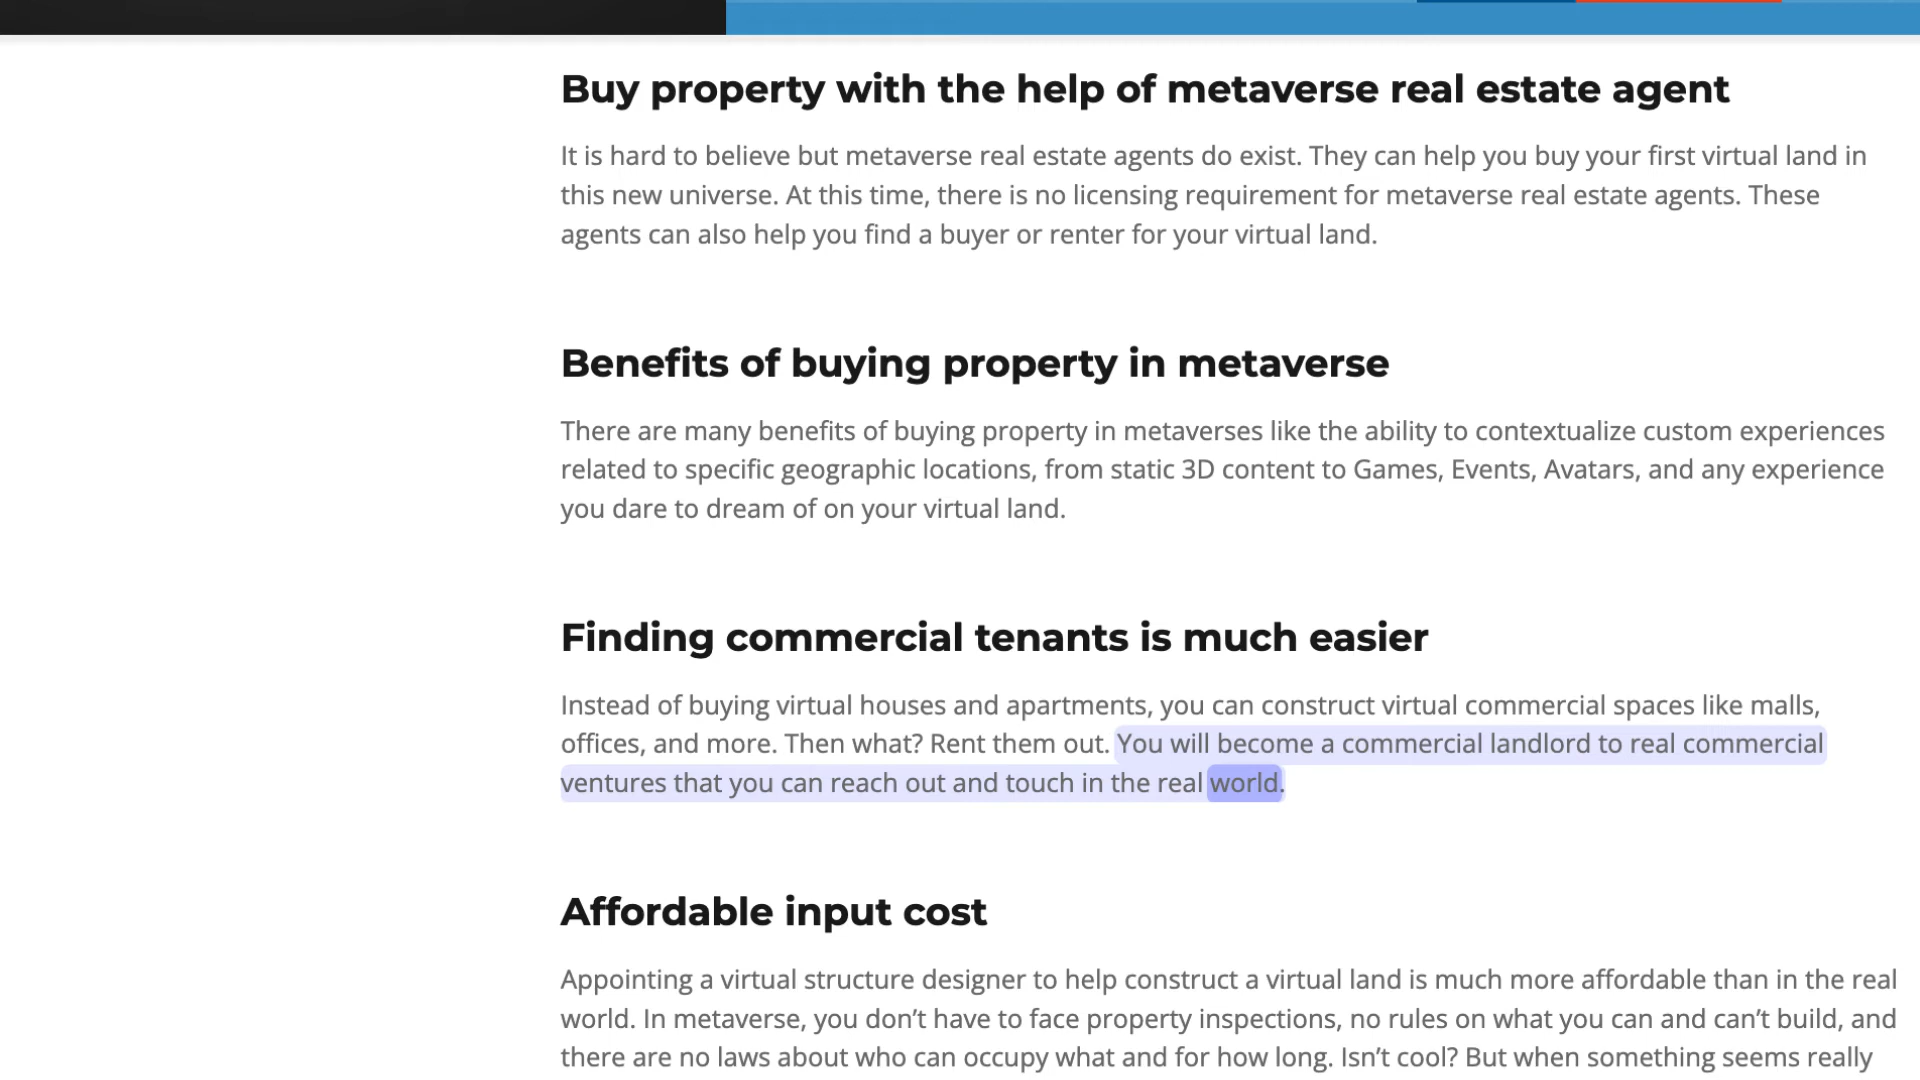 Buy property with the help of metaverse real estate agent
It is hard to believe but metaverse real estate agents do exist. They can help you buy your first virtual land in
this new universe. At this time, there is no licensing requirement for metaverse real estate agents. These
agents can also help you find a buyer or renter for your virtual land.
Benefits of buying property in metaverse
There are many benefits of buying property in metaverses like the ability to contextualize custom experiences
related to specific geographic locations, from static 3D content to Games, Events, Avatars, and any experience
you dare to dream of on your virtual land.
Finding commercial tenants is much easier
Instead of buying virtual houses and apartments, you can construct virtual commercial spaces like malls,
offices, and more. Then what? Rent them out. You will become a commercial landlord to real commercial
ventures that you can reach out and touch in the real world.
Affordable input cost
Appointing a virtual structure designer to help construct a virtual land is much more affordable than in the real
world. In metaverse, you don’t have to face property inspections, no rules on what you can and can’t build, and
there are no laws about who can occupy what and for how long. Isn’t cool? But when something seems really